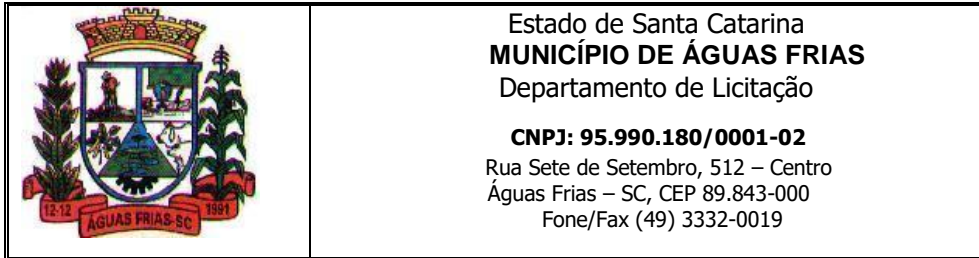 Estado de Santa Catarina
MUNICÍPIO DE ÁGUAS FRIAS
Departamento de Licitação
CNPJ: 95.990.180/0001-02
Rua Sete de Setembro, 512 – Centro
Águas Frias – SC, CEP 89.843-000
Fone/Fax (49) 3332-0019
12-12
ÁGUAS FRIAS-SC
1991